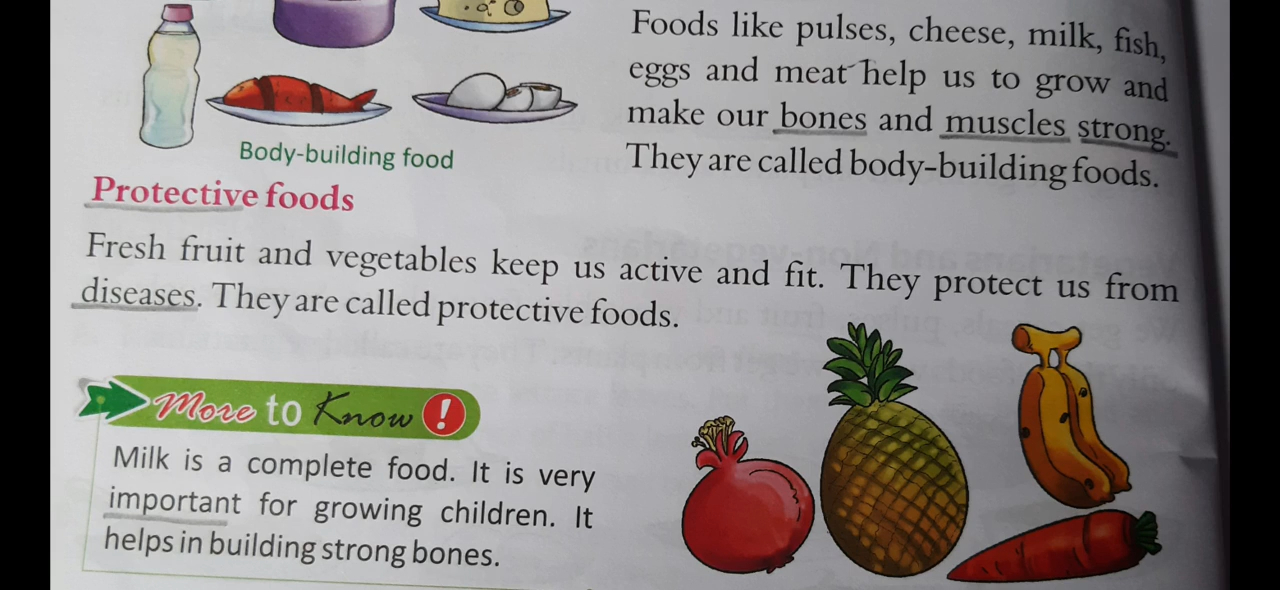 Foods like pulses, cheese, milk, fish,
eggs and meat help us to grow and
make our bones and muscles strong.
They are called body-building foods.
Body-building food
Protective foods
Fresh fruit and vegetables keep us active and fit. They protect us from
diseases. They are called protective foods.
More to Know!
Milk is a complete food. It is very
important for growing children. It
helps in building strong bones.